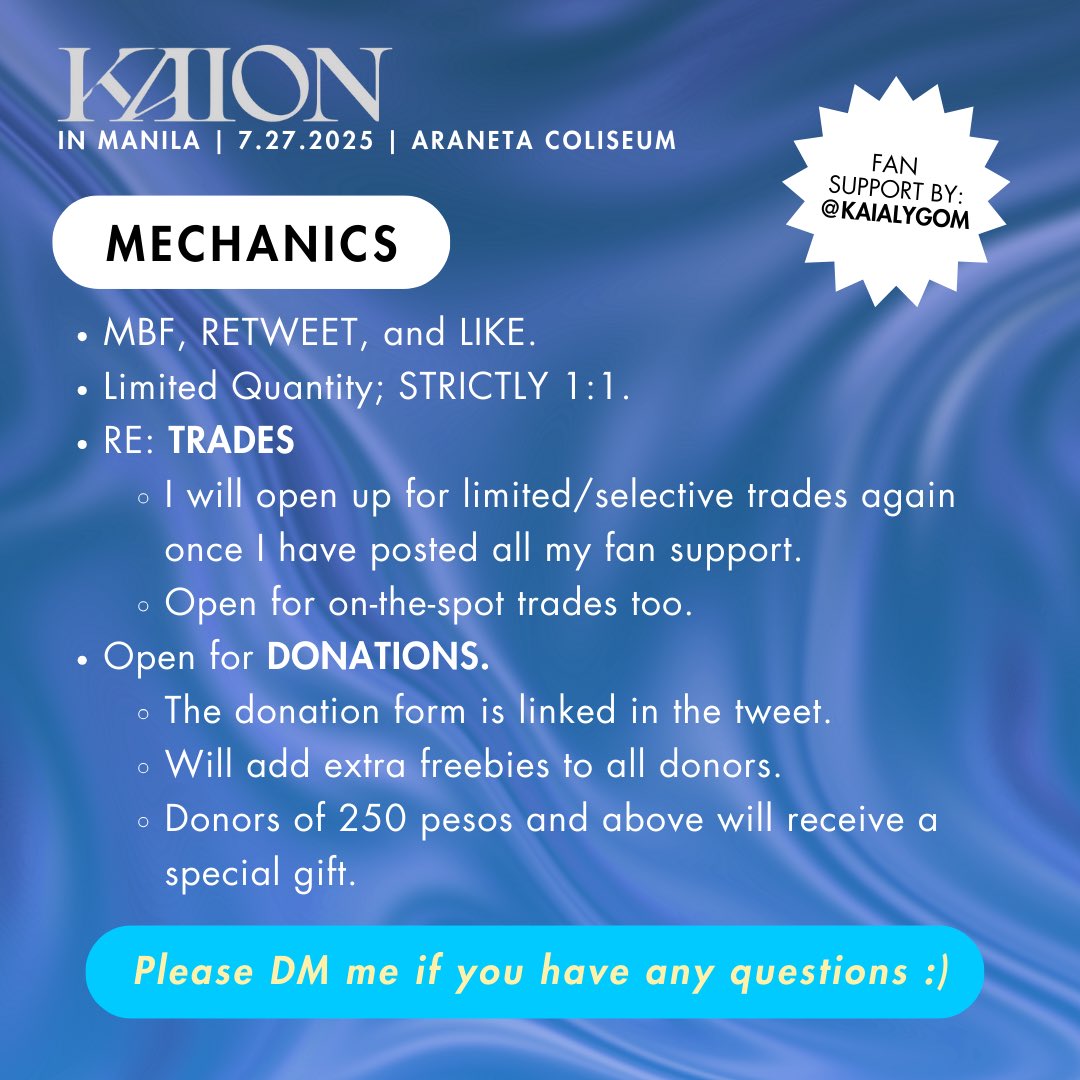 KAION
IN MANILA | 7.27.2025 | ARANETA COLISEUM
FAN
SUPPORT BY:
@KAIALYGOM
MECHANICS
• MBF, RETWEET, and LIKE.
• Limited Quantity; STRICTLY 1:1.
• RE: TRADES
◦ I will open up for limited/selective trades again
once I have posted all my fan support.
◦ Open for on-the-spot trades too.
• Open for DONATIONS.
◦ The donation form is linked in the tweet.
◦ Will add extra freebies to all donors.
◦ Donors of 250 pesos and above will receive a
special gift.
Please DM me if you have any questions :)